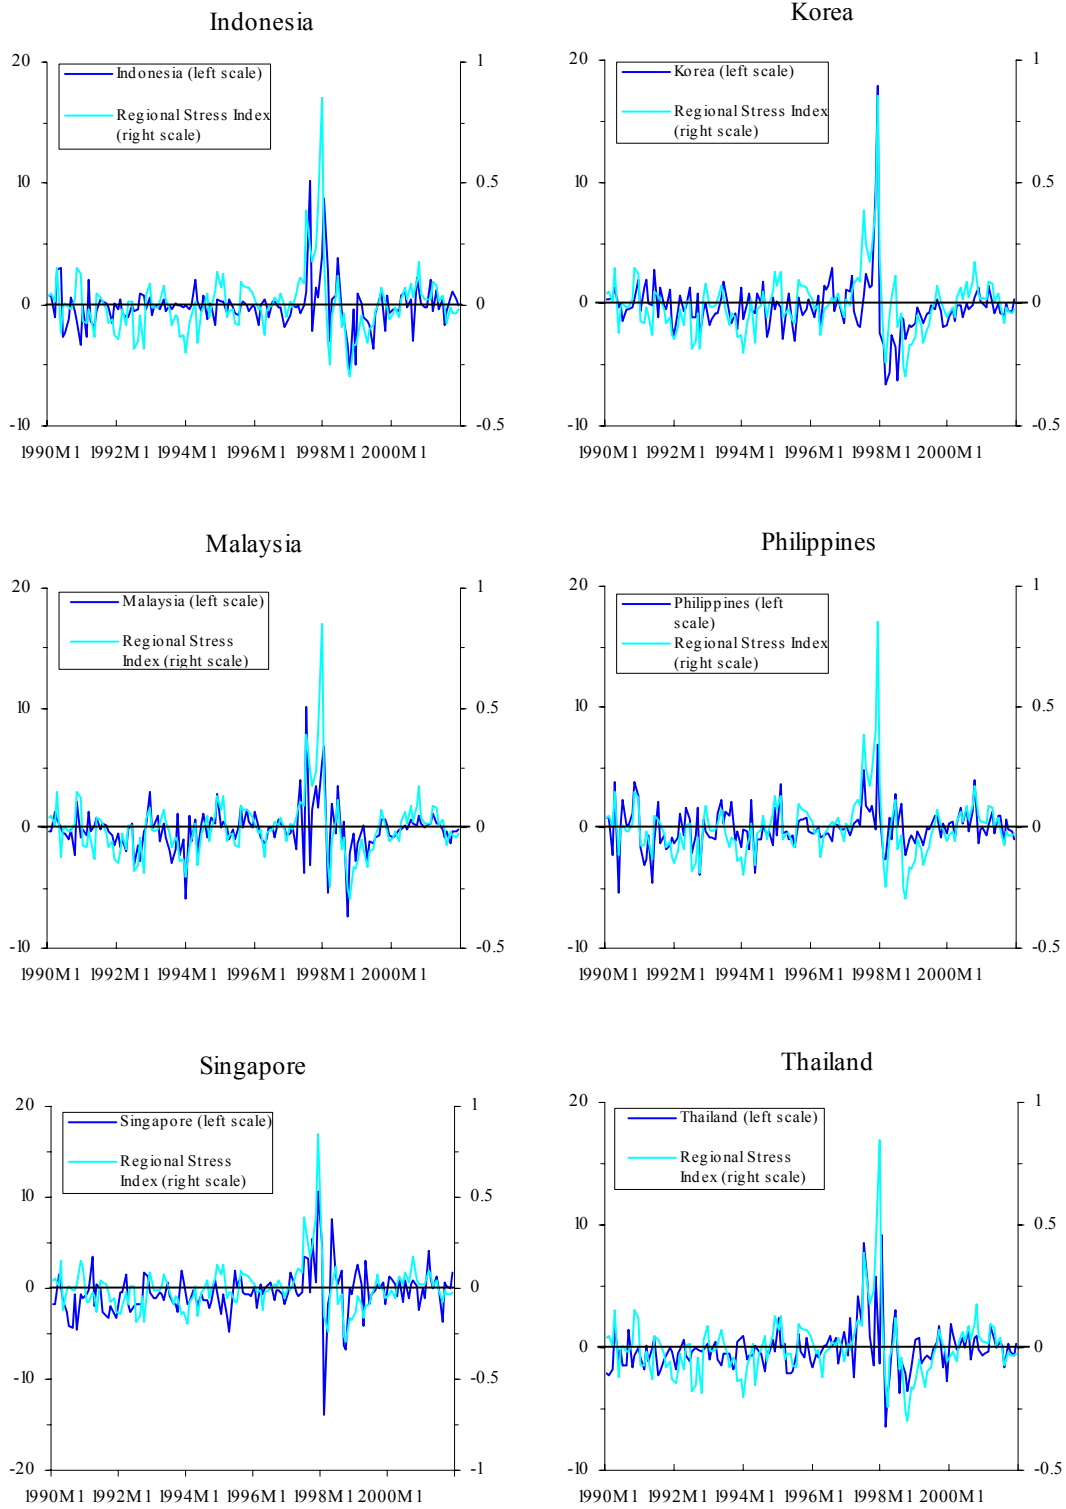 Indonesia
20
1
Indonesia (left scale)
Regional Stress Index
(right scale)
10
0.5
0
0
-10
-0.5
1990M1 1992M1 1994M1 1996M1 1998M1 2000M1
Korea
20
1
Korea (left scale)
Regional Stress Index
(right scale)
10
0.5
0
0
-10
-0.5
1990M1 1992M1 1994M1 1996M1 1998M1 2000M1
Malaysia
20
1
Malaysia (left scale)
Regional Stress
Index (right scale)
10
0.5
0
0
-10
-0.5
1990M1 1992M1 1994M1 1996M1 1998M1 2000M1
Philippines
20
1
Philippines (left
scale)
Regional Stress Index
(right scale)
10
0.5
0
0
-10
-0.5
1990M1 1992M1 1994M1 1996M1 1998M1 2000M1
Singapore
20
1
Singapore (left scale)
Regional Stress
Index (right scale)
10
0.5
0
0
-10
-0.5
-20
-1
1990M1 1992M1 1994M1 1996M1 1998M1 2000M1
Thailand
20
1
Thailand (left scale)
Regional Stress
Index (right scale)
10
0.5
0
0
-10
-0.5
1990M1 1992M1 1994M1 1996M1 1998M1 2000M1